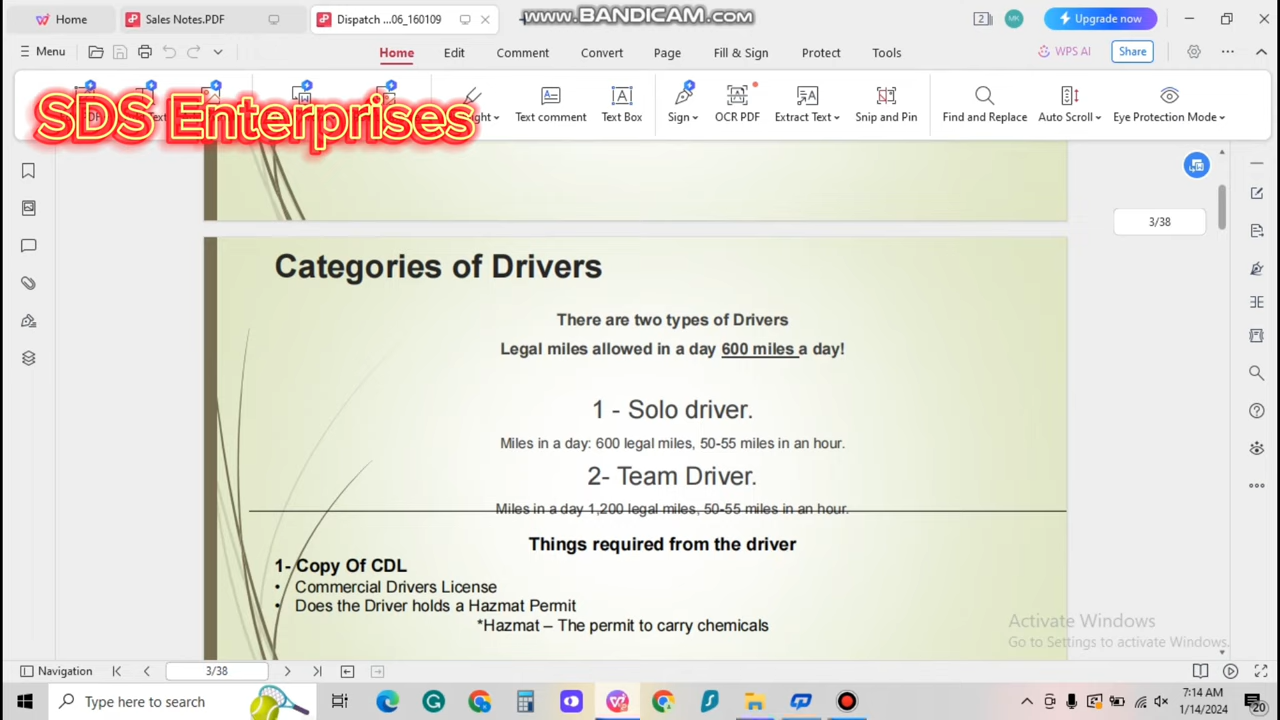 www.BANDICAM.com
Sales Notes.PDF
Dispatch ...06_160109
2
MK
Upgrade now
Menu
Home
Edit
Comment
Convert
Page
Fill & Sign
Protect
Tools
WPS AI
Share
SDS Enterprises
Text comment
Text Box
Sign
OCR PDF
Extract Text
Snip and Pin
Find and Replace
Auto Scroll
Eye Protection Mode
3/38
Categories of Drivers
There are two types of Drivers
Legal miles allowed in a day 600 miles a day!
1 - Solo driver.
Miles in a day: 600 legal miles, 50-55 miles in an hour.
2- Team Driver.
Miles in a day 1,200 legal miles, 50-55 miles in an hour.
Things required from the driver
1- Copy Of CDL
• Commercial Drivers License
• Does the Driver holds a Hazmat Permit
*Hazmat – The permit to carry chemicals
Activate Windows
Go to Settings to activate Windows.
Navigation
3/38
Type here to search
7:14 AM
1/14/2024
20
Home